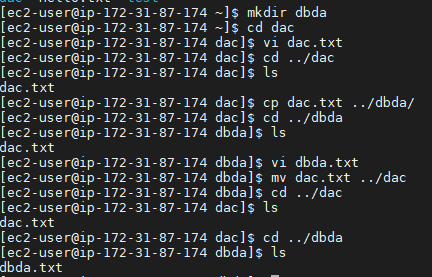 [ec2-user@ip-172-31-87-174 ~]$ mkdir dbda
[ec2-user@ip-172-31-87-174 ~]$ cd dac
[ec2-user@ip-172-31-87-174 dac]$ vi dac.txt
[ec2-user@ip-172-31-87-174 dac]$ cd ../dac
[ec2-user@ip-172-31-87-174 dac]$ ls
dac.txt
[ec2-user@ip-172-31-87-174 dac]$ cp dac.txt ../dbda/
[ec2-user@ip-172-31-87-174 dac]$ cd ../dbda
[ec2-user@ip-172-31-87-174 dbda]$ ls
dac.txt
[ec2-user@ip-172-31-87-174 dbda]$ vi dbda.txt
[ec2-user@ip-172-31-87-174 dbda]$ mv dac.txt ../dac
[ec2-user@ip-172-31-87-174 dbda]$ cd ../dac
[ec2-user@ip-172-31-87-174 dac]$ ls
dac.txt
[ec2-user@ip-172-31-87-174 dac]$ cd ../dbda
[ec2-user@ip-172-31-87-174 dbda]$ ls
dbda.txt